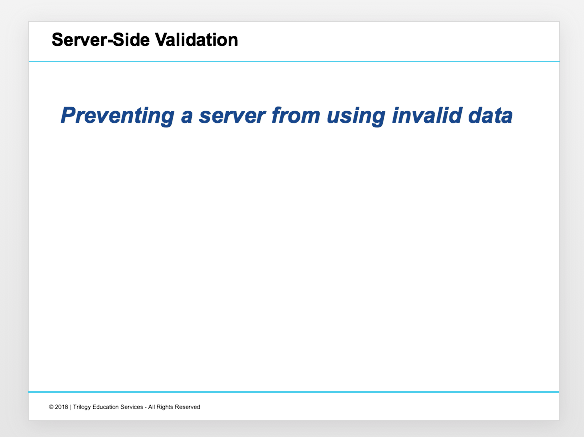 Server-Side Validation
Preventing a server from using invalid data
© 2018 | Trilogy Education Services - All Rights Reserved